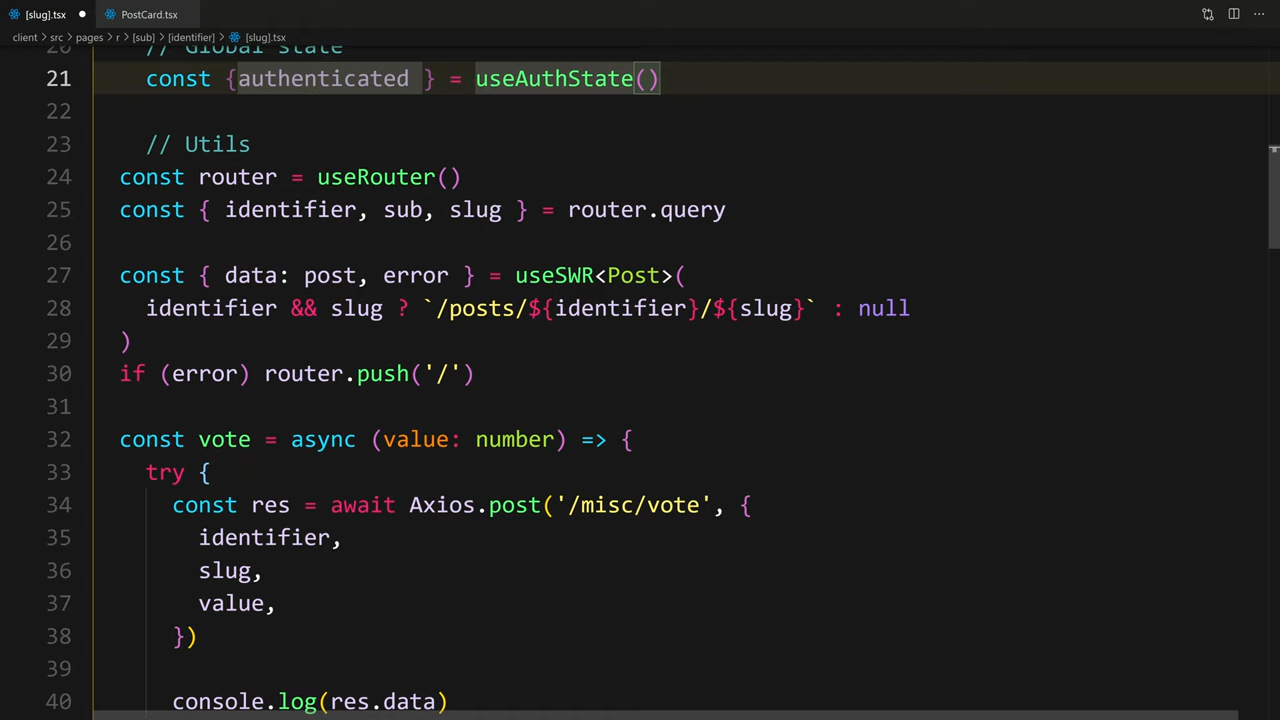 [slug].tsx ● PostCard.tsx ···
client > src > pages > r > [sub] > [identifier] > [slug].tsx
20 // Global state
21 const {authenticated } = useAuthState()
22
23 // Utils
24 const router = useRouter()
25 const { identifier, sub, slug } = router.query
26
27 const { data: post, error } = useSWR<Post>(
28 identifier && slug ? `/posts/${identifier}/${slug}` : null
29 )
30 if (error) router.push('/')
31
32 const vote = async (value: number) => {
33 try {
34 const res = await Axios.post('/misc/vote', {
35 identifier,
36 slug,
37 value,
38 })
39
40 console.log(res.data)